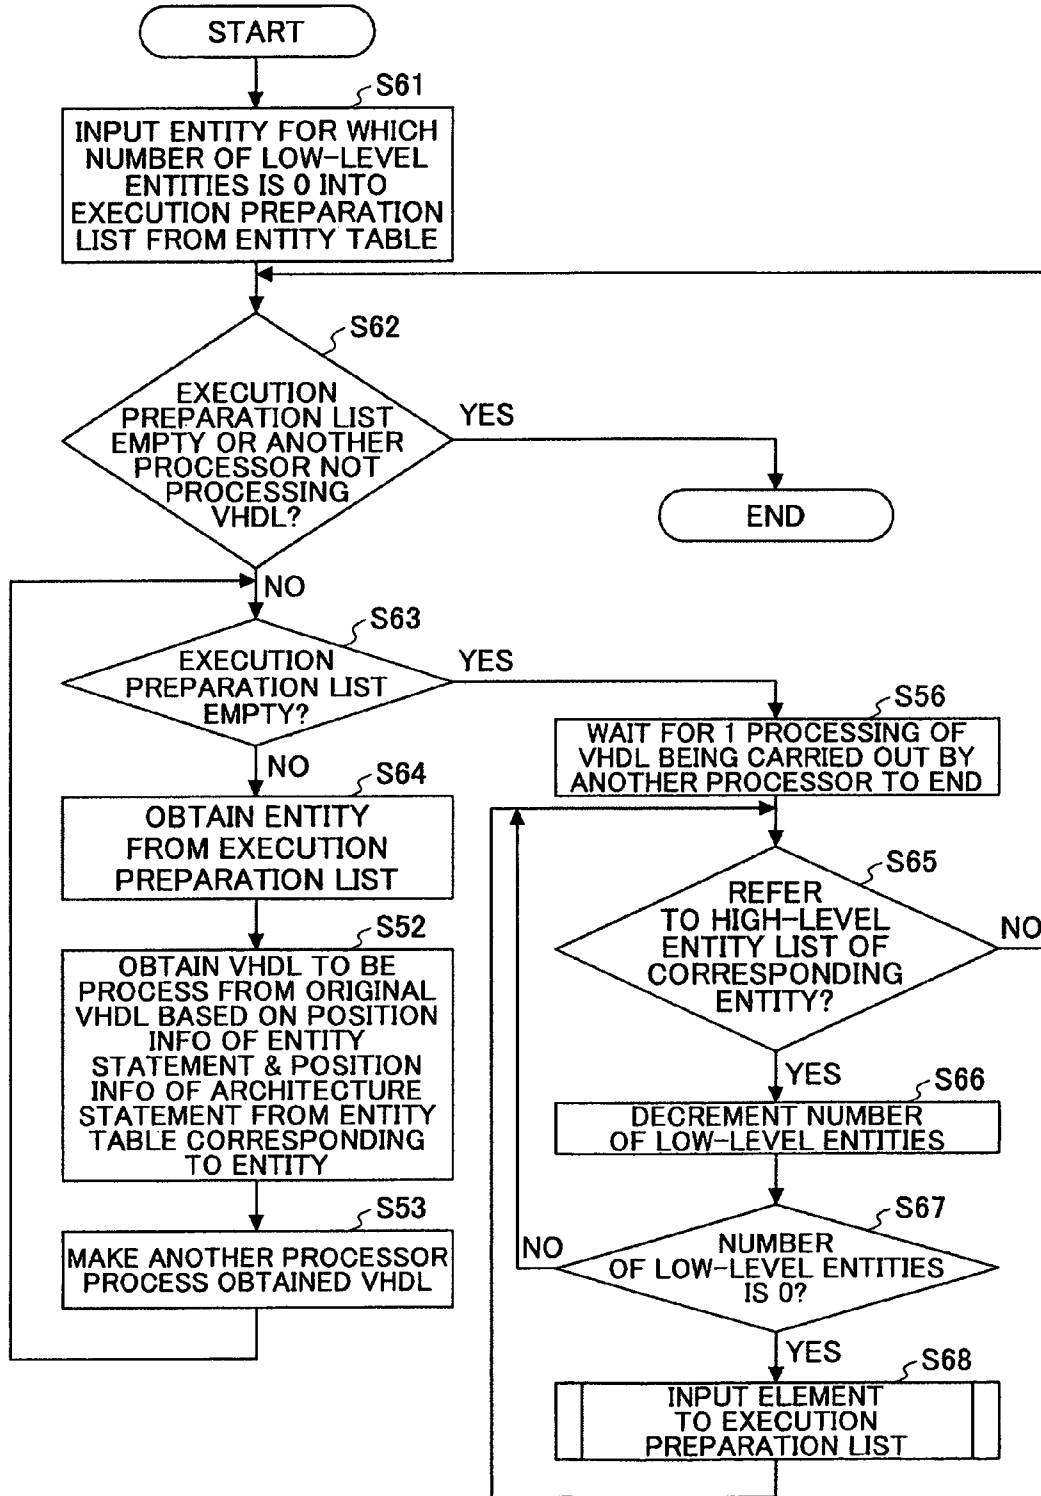 START
S61
INPUT ENTITY FOR WHICH
NUMBER OF LOW-LEVEL
ENTITIES IS 0 INTO
EXECUTION PREPARATION
LIST FROM ENTITY TABLE
S62
EXECUTION
PREPARATION LIST
EMPTY OR ANOTHER
PROCESSOR NOT
PROCESSING
VHDL?
YES
END
NO
S63
EXECUTION
PREPARATION LIST
EMPTY?
YES
NO
S64
OBTAIN ENTITY
FROM EXECUTION
PREPARATION LIST
S52
OBTAIN VHDL TO BE
PROCESS FROM ORIGINAL
VHDL BASED ON POSITION
INFO OF ENTITY
STATEMENT & POSITION
INFO OF ARCHITECTURE
STATEMENT FROM ENTITY
TABLE CORRESPONDING
TO ENTITY
S53
MAKE ANOTHER PROCESSOR
PROCESS OBTAINED VHDL
S56
WAIT FOR 1 PROCESSING OF
VHDL BEING CARRIED OUT BY
ANOTHER PROCESSOR TO END
S65
REFER
TO HIGH-LEVEL
ENTITY LIST OF
CORRESPONDING
ENTITY?
NO
YES
S66
DECREMENT NUMBER
OF LOW-LEVEL ENTITIES
S67
NUMBER
OF LOW-LEVEL ENTITIES
IS 0?
NO
YES
S68
INPUT ELEMENT
TO EXECUTION
PREPARATION LIST